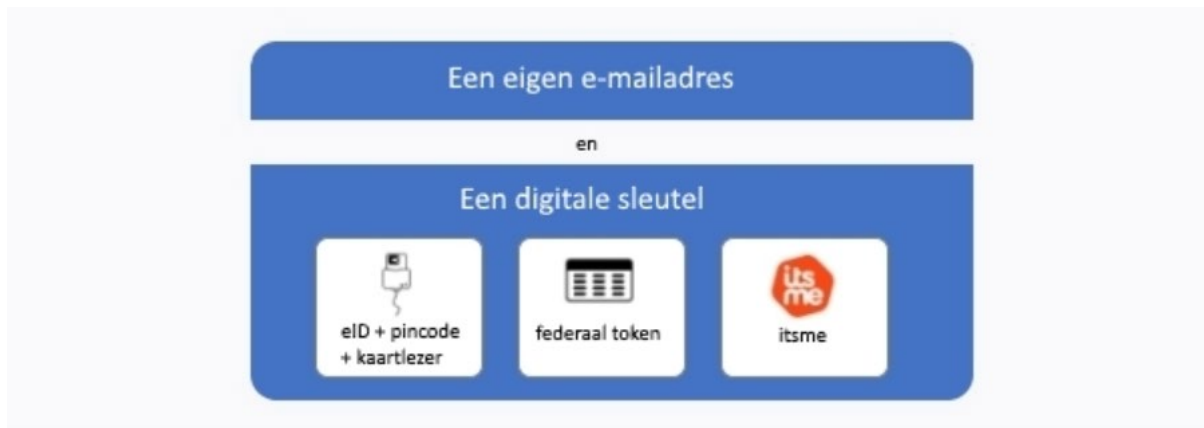 Een eigen e-mailadres
en
Een digitale sleutel
its
me
eID + pincode
+ kaartlezer
federaal token
itsme